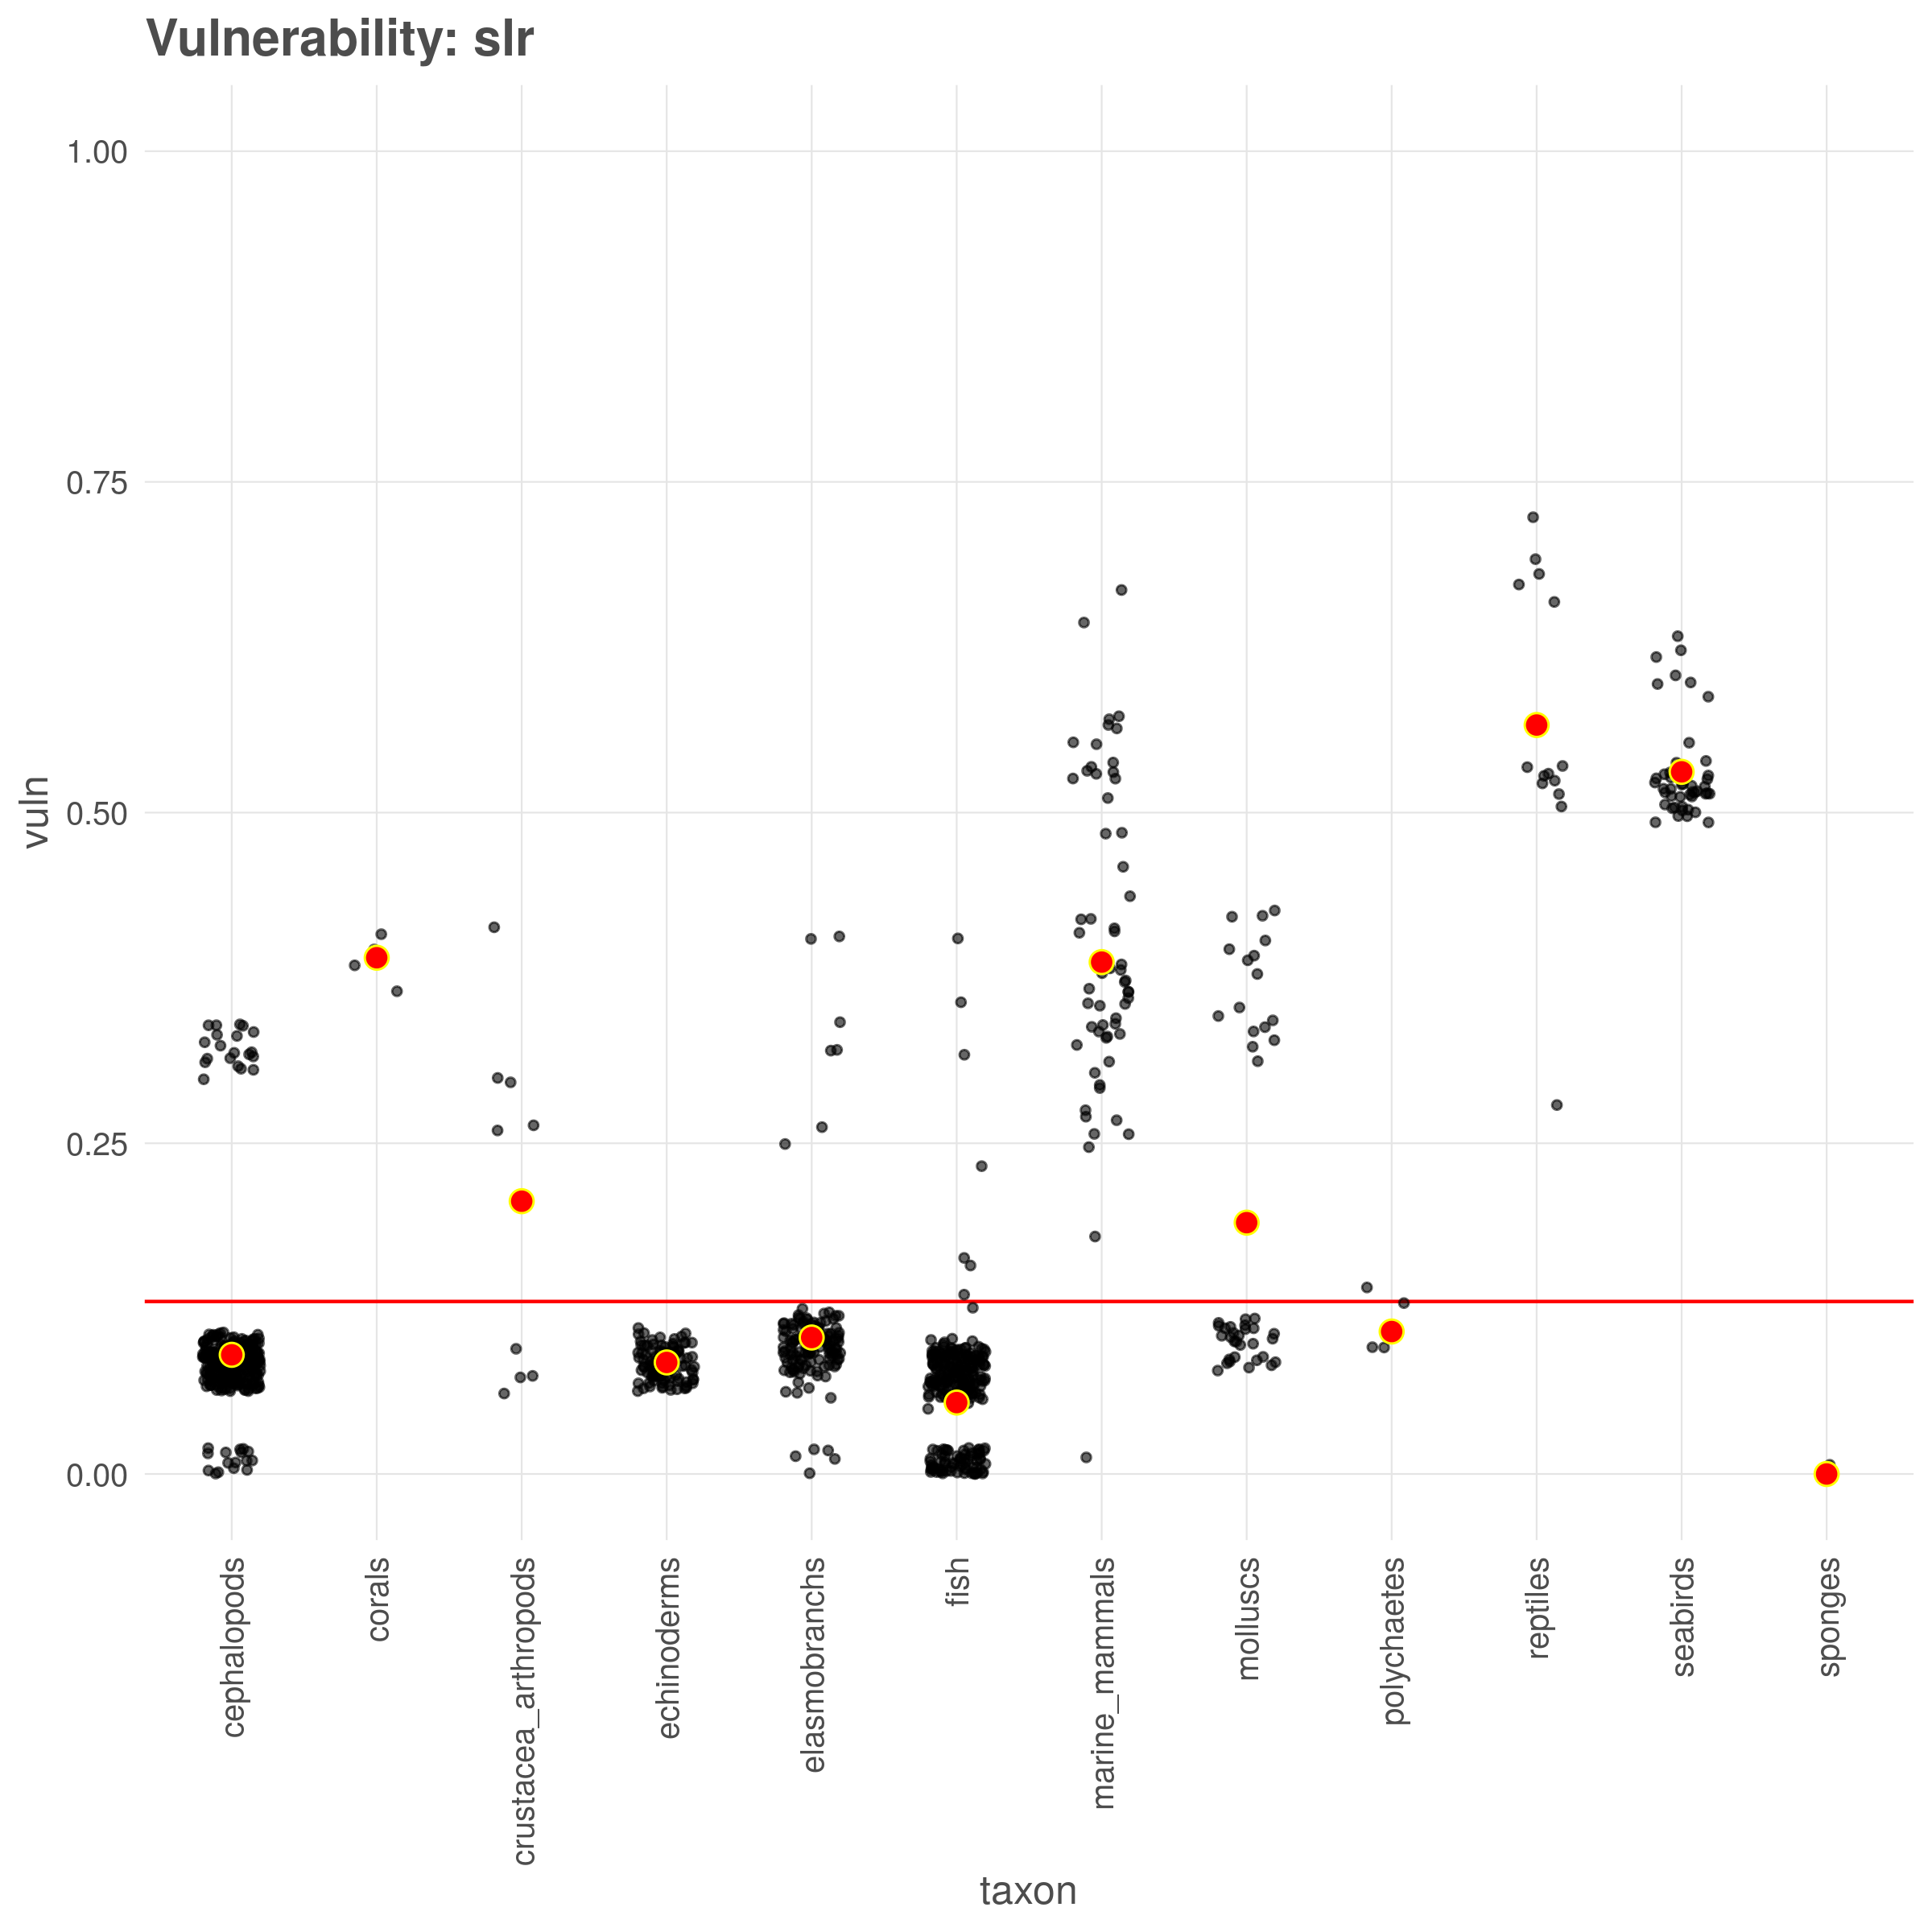 Vulnerability: slr
1.00
0.75
0.50
0.25
0.00
vuln
cephalopods
corals
crustacea_arthropods
echinoderms
elasmobranchs
fish
marine_mammals
molluscs
polychaetes
reptiles
seabirds
sponges
taxon